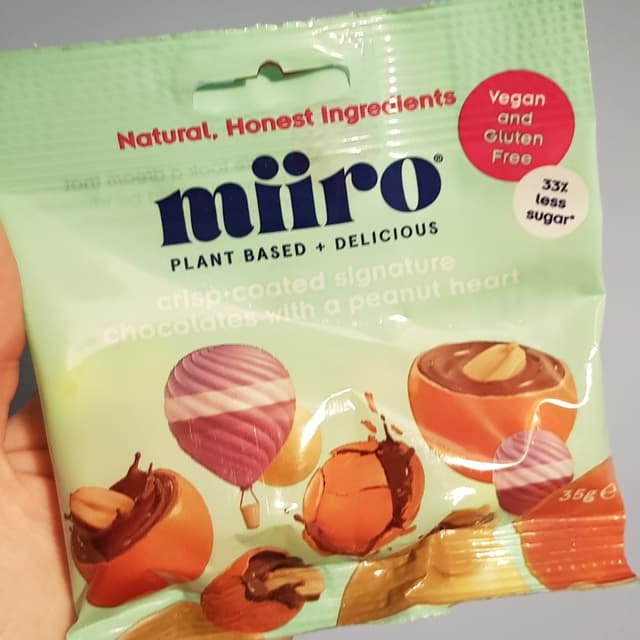 Natural, Honest Ingredients
Vegan
and
Gluten
Free
miiro®
33%
less
sugar*
PLANT BASED + DELICIOUS
crisp-coated signature
chocolates with a peanut heart
35g e